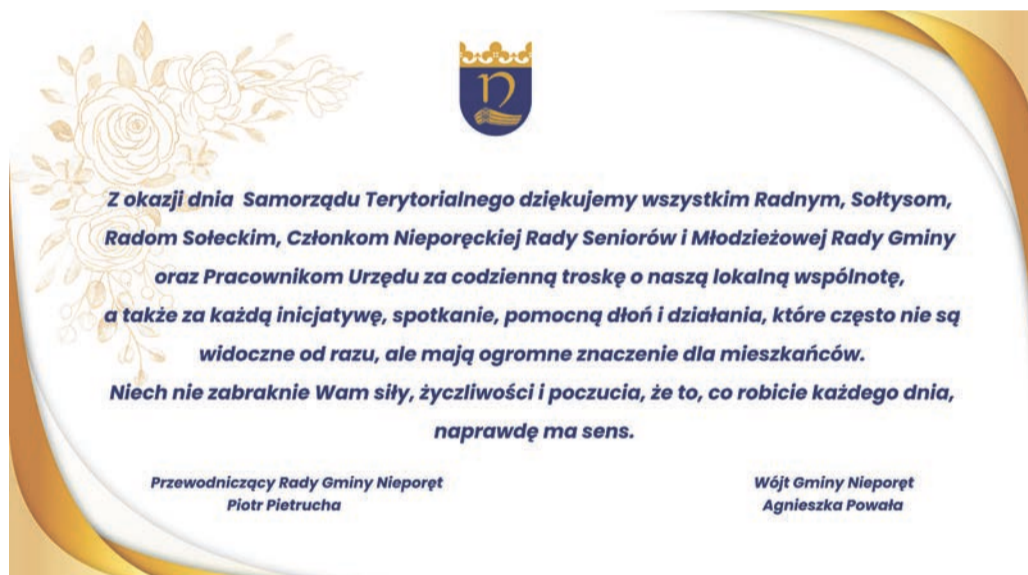 Z okazji dnia Samorządu Terytorialnego dziękujemy wszystkim Radnym, Sołtysom,
Radom Sołeckim, Członkom Nieporęckiej Rady Seniorów i Młodzieżowej Rady Gminy
oraz Pracownikom Urzędu za codzienną troskę o naszą lokalną wspólnotę,
a także za każdą inicjatywę, spotkanie, pomocną dłoń i działania, które często nie są
widoczne od razu, ale mają ogromne znaczenie dla mieszkańców.
Niech nie zabraknie Wam siły, życzliwości i poczucia, że to, co robicie każdego dnia,
naprawdę ma sens.
Przewodniczący Rady Gminy Nieporęt
Piotr Pietrucha
Wójt Gminy Nieporęt
Agnieszka Powała